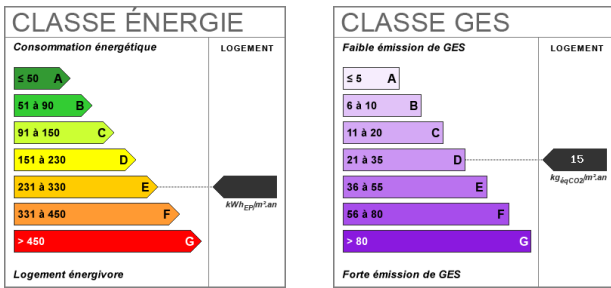 CLASSE ÉNERGIE
Consommation énergétique
LOGEMENT
≤ 50 A
51 à 90 B
91 à 150 C
151 à 230 D
231 à 330 E
331 à 450 F
> 450 G
kWhEP/m².an
Logement énergivore
CLASSE GES
Faible émission de GES
LOGEMENT
≤ 5 A
6 à 10 B
11 à 20 C
21 à 35 D
15
36 à 55 E
56 à 80 F
> 80 G
kgéqCO2/m².an
Forte émission de GES